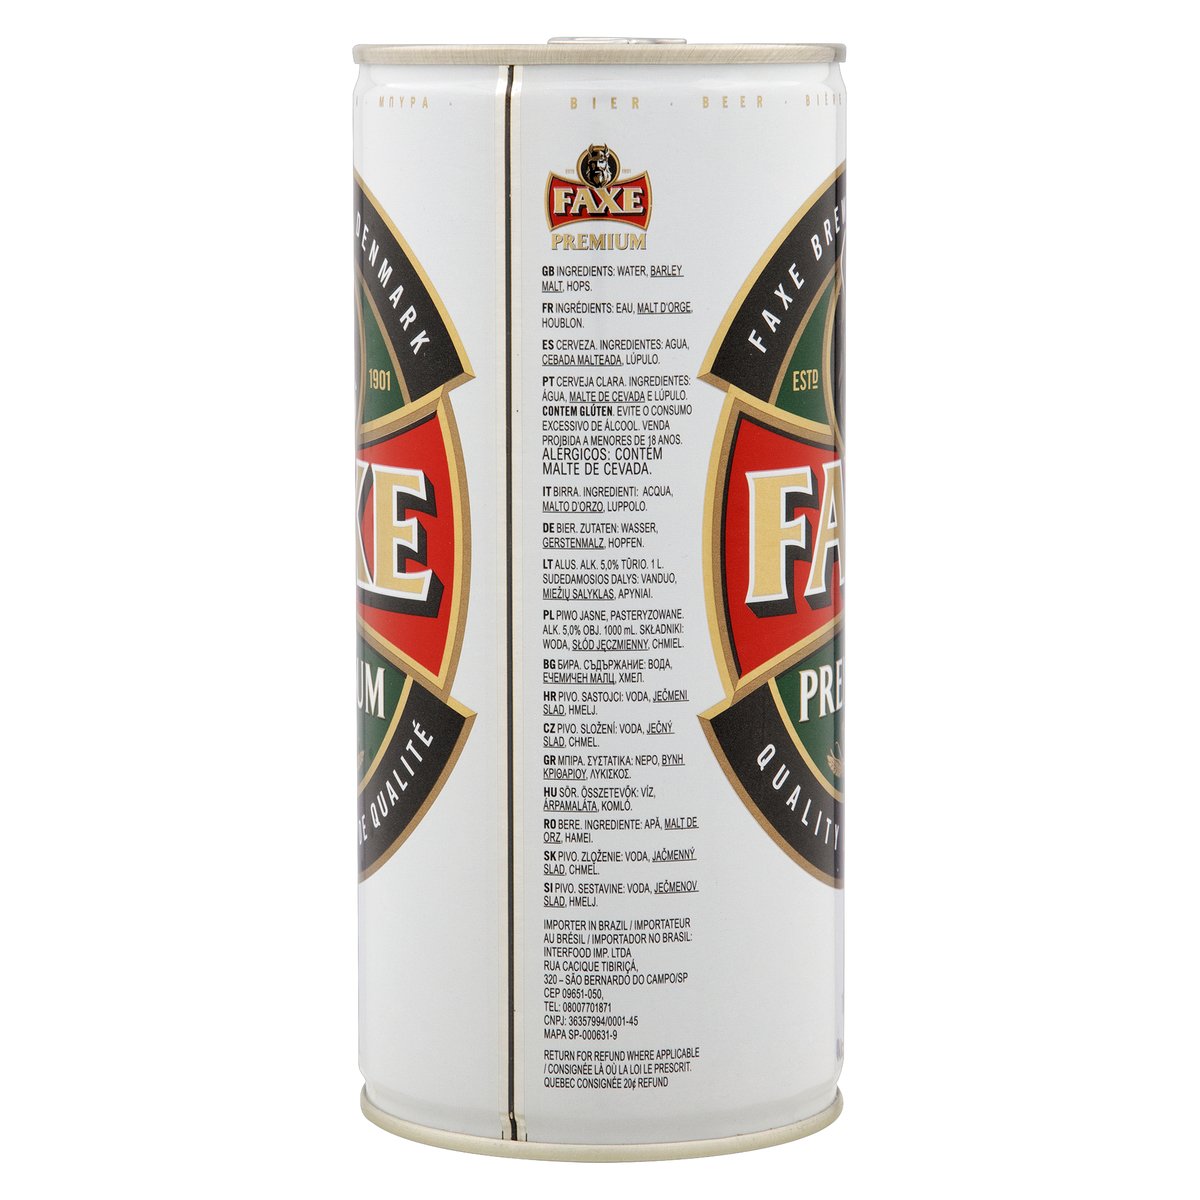 ΜΠΥΡΑ · BIER · BEER · BIÈRE
FAXE
PREMIUM
GB INGREDIENTS: WATER, BARLEY
MALT, HOPS.
FR INGRÉDIENTS: EAU, MALT D'ORGE,
HOUBLON.
ES CERVEZA. INGREDIENTES: AGUA,
CEBADA MALTEADA, LÚPULO.
PT CERVEJA CLARA. INGREDIENTES:
ÁGUA, MALTE DE CEVADA E LÚPULO.
CONTEM GLÚTEN. EVITE O CONSUMO
EXCESSIVO DE ÁLCOOL. VENDA
PROIBIDA A MENORES DE 18 ANOS.
ALÉRGICOS: CONTÉM
MALTE DE CEVADA.
IT BIRRA. INGREDIENTI: ACQUA,
MALTO D'ORZO, LUPPOLO.
DE BIER. ZUTATEN: WASSER,
GERSTENMALZ, HOPFEN.
LT ALUS. ALK. 5,0% TŪRIO. 1 L.
SUDEDAMOSIOS DALYS: VANDUO,
MIEŽIŲ SALYKLAS, APYNIAI.
PL PIWO JASNE, PASTERYZOWANE.
ALK. 5,0% OBJ. 1000 mL. SKŁADNIKI:
WODA, SŁÓD JĘCZMIENNY, CHMIEL.
BG БИРА. СЪДЪРЖАНИЕ: ВОДА,
ЕЧЕМИЧЕН МАЛЦ, ХМЕЛ.
HR PIVO. SASTOJCI: VODA, JEČMENI
SLAD, HMELJ.
CZ PIVO. SLOŽENÍ: VODA, JEČNÝ
SLAD, CHMEL.
GR ΜΠΙΡΑ. ΣΥΣΤΑΤΙΚΑ: ΝΕΡΟ, ΒΥΝΗ
ΚΡΙΘΑΡΙΟΥ, ΛΥΚΙΣΚΟΣ.
HU SÖR. ÖSSZETEVŐK: VÍZ,
ÁRPAMALÁTA, KOMLÓ.
RO BERE. INGREDIENTE: APĂ, MALŢ DE
ORZ, HAMEI.
SK PIVO. ZLOŽENIE: VODA, JAČMENNÝ
SLAD, CHMEĽ.
SI PIVO. SESTAVINE: VODA, JEČMENOV
SLAD, HMELJ.
IMPORTER IN BRAZIL / IMPORTATEUR
AU BRÉSIL / IMPORTADOR NO BRASIL:
INTERFOOD IMP. LTDA
RUA CACIQUE TIBIRIÇÁ,
320 – SÃO BERNARDO DO CAMPO/SP
CEP 09651-050,
TEL: 08007701871
CNPJ: 36357994/0001-45
MAPA SP-000631-9
RETURN FOR REFUND WHERE APPLICABLE
/ CONSIGNÉE LÀ OÙ LA LOI LE PRESCRIT.
QUEBEC CONSIGNÉE 20¢ REFUND
DENMARK
1901
XE
UM
DE QUALITÉ
FAXE BREW
ESTD
FA
PRE
QUALITY